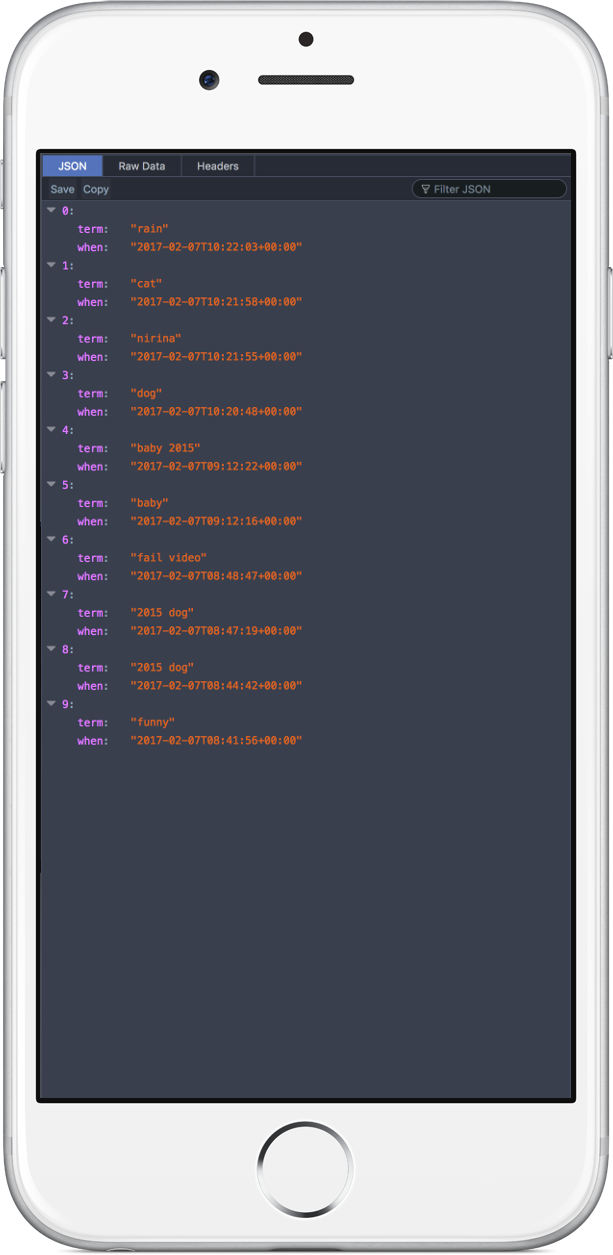 JSON Raw Data Headers
Save Copy Filter JSON
0:
term: "rain"
when: "2017-02-07T10:22:03+00:00"
1:
term: "cat"
when: "2017-02-07T10:21:58+00:00"
2:
term: "nirina"
when: "2017-02-07T10:21:55+00:00"
3:
term: "dog"
when: "2017-02-07T10:20:48+00:00"
4:
term: "baby 2015"
when: "2017-02-07T09:12:22+00:00"
5:
term: "baby"
when: "2017-02-07T09:12:16+00:00"
6:
term: "fail video"
when: "2017-02-07T08:48:47+00:00"
7:
term: "2015 dog"
when: "2017-02-07T08:47:19+00:00"
8:
term: "2015 dog"
when: "2017-02-07T08:44:42+00:00"
9:
term: "funny"
when: "2017-02-07T08:41:56+00:00"